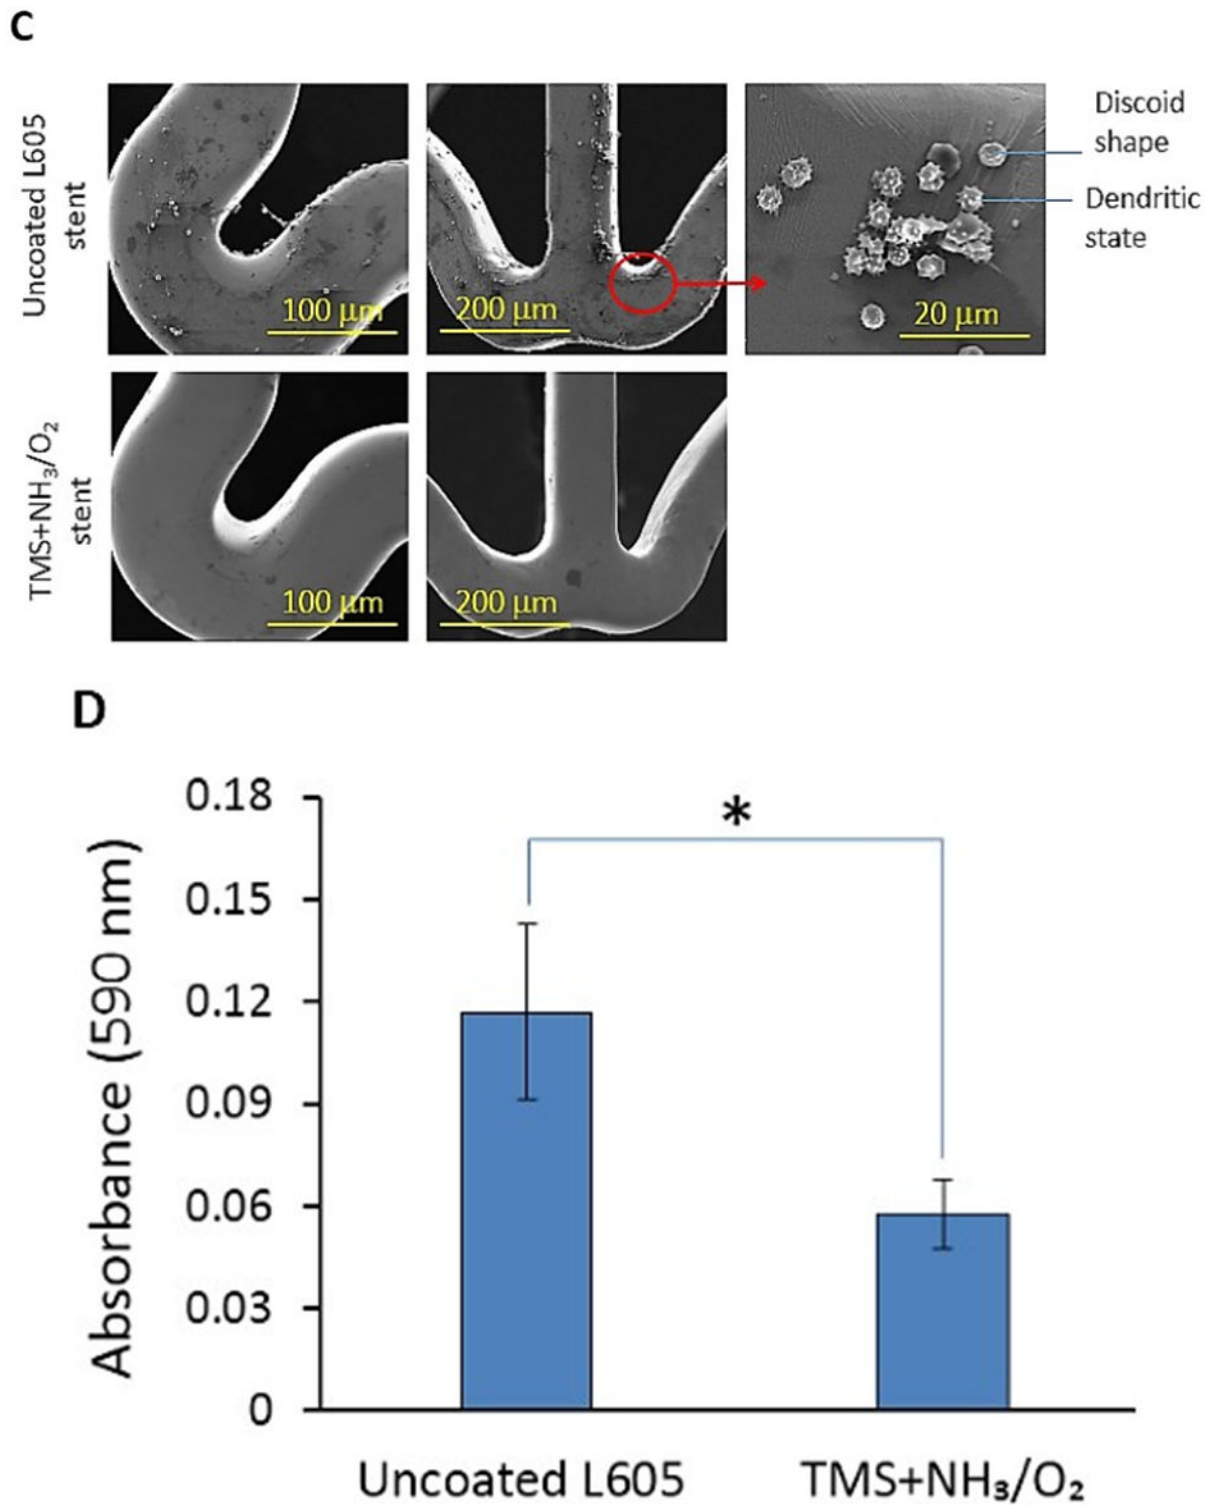 C
Uncoated L605
stent
100 µm
200 µm
20 µm
Discoid
shape
Dendritic
state
TMS+NH₃/O₂
stent
100 µm
200 µm
D
*
Absorbance (590 nm)
0.18
0.15
0.12
0.09
0.06
0.03
0
Uncoated L605
TMS+NH₃/O₂